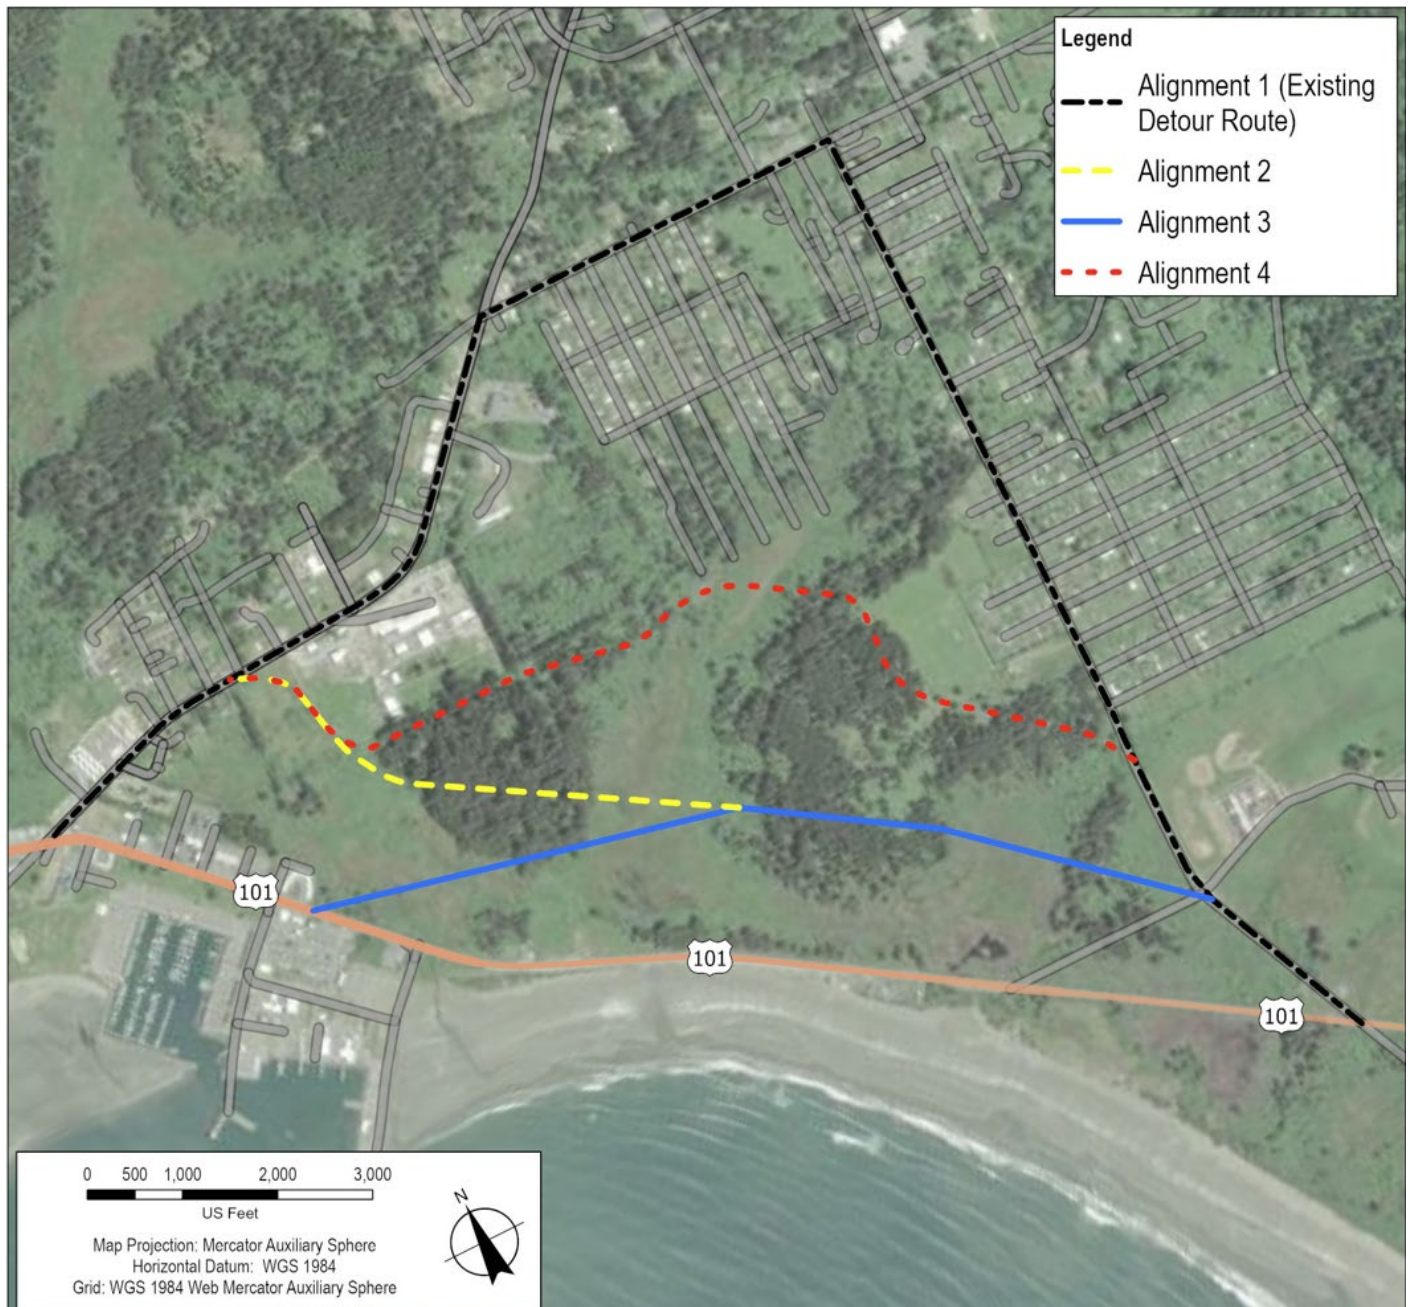 Legend
Alignment 1 (Existing
Detour Route)
Alignment 2
Alignment 3
Alignment 4
101
101
101
0 500 1,000 2,000 3,000
US Feet
Map Projection: Mercator Auxiliary Sphere
Horizontal Datum: WGS 1984
Grid: WGS 1984 Web Mercator Auxiliary Sphere
N